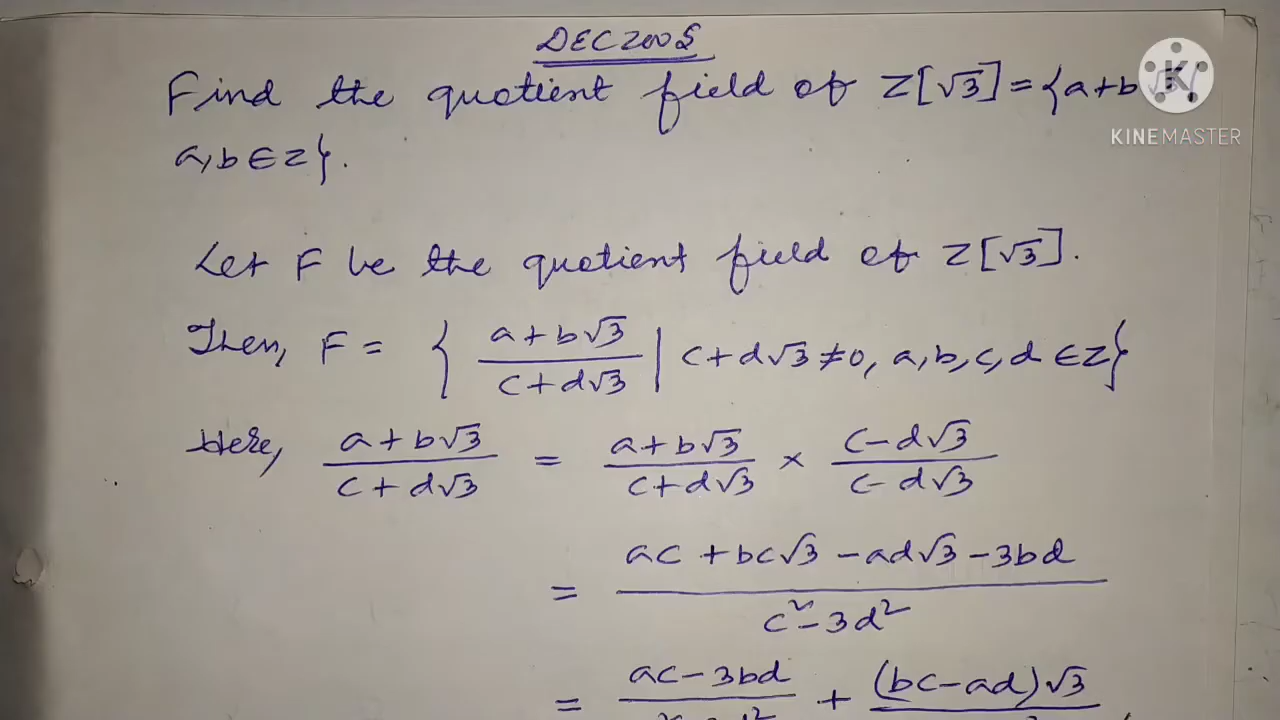 DEC 2005
Find the quotient field of Z[√3] = {a+b
K
KINEMASTER
a, b ∈ Z}.
Let F be the quotient field of Z[√3].
Then, F = { (a+b√3)/(c+d√3) | c+d√3 ≠ 0, a, b, c, d ∈ Z}
Here, (a+b√3)/(c+d√3) = (a+b√3)/(c+d√3) × (c-d√3)/(c-d√3)
= (ac + bc√3 - ad√3 - 3bd)/(c² - 3d²)
= ac - 3bd + (bc-ad)√3